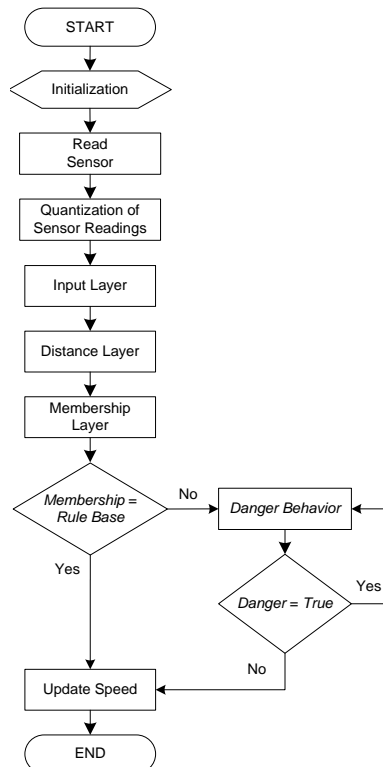 START
Initialization
Read
Sensor
Quantization of
Sensor Readings
Input Layer
Distance Layer
Membership
Layer
Membership =
Rule Base
No
Danger Behavior
Yes
Danger = True
Yes
No
Update Speed
END